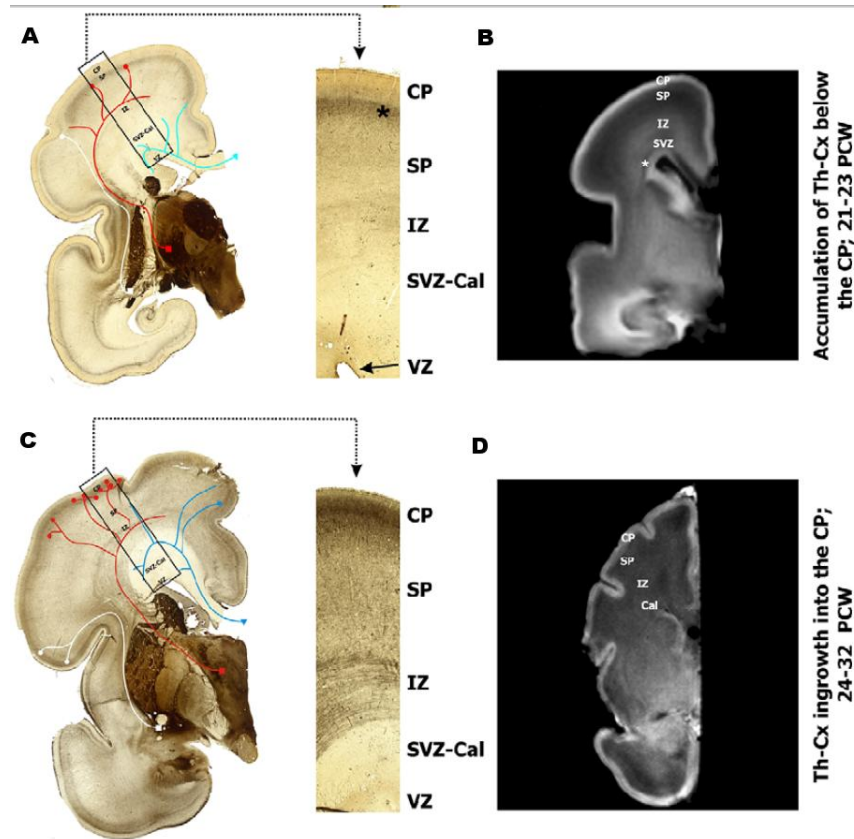 A
CP
SP
IZ
SVZ-Cal
VZ
CP
*
SP
IZ
SVZ-Cal
VZ
B
CP
SP
IZ
SVZ
*
Accumulation of Th-Cx below
the CP; 21-23 PCW
C
CP
SP
IZ
SVZ-Cal
VZ
CP
SP
IZ
SVZ-Cal
VZ
D
CP
SP
IZ
Cal
Th-Cx ingrowth into the CP;
24-32 PCW